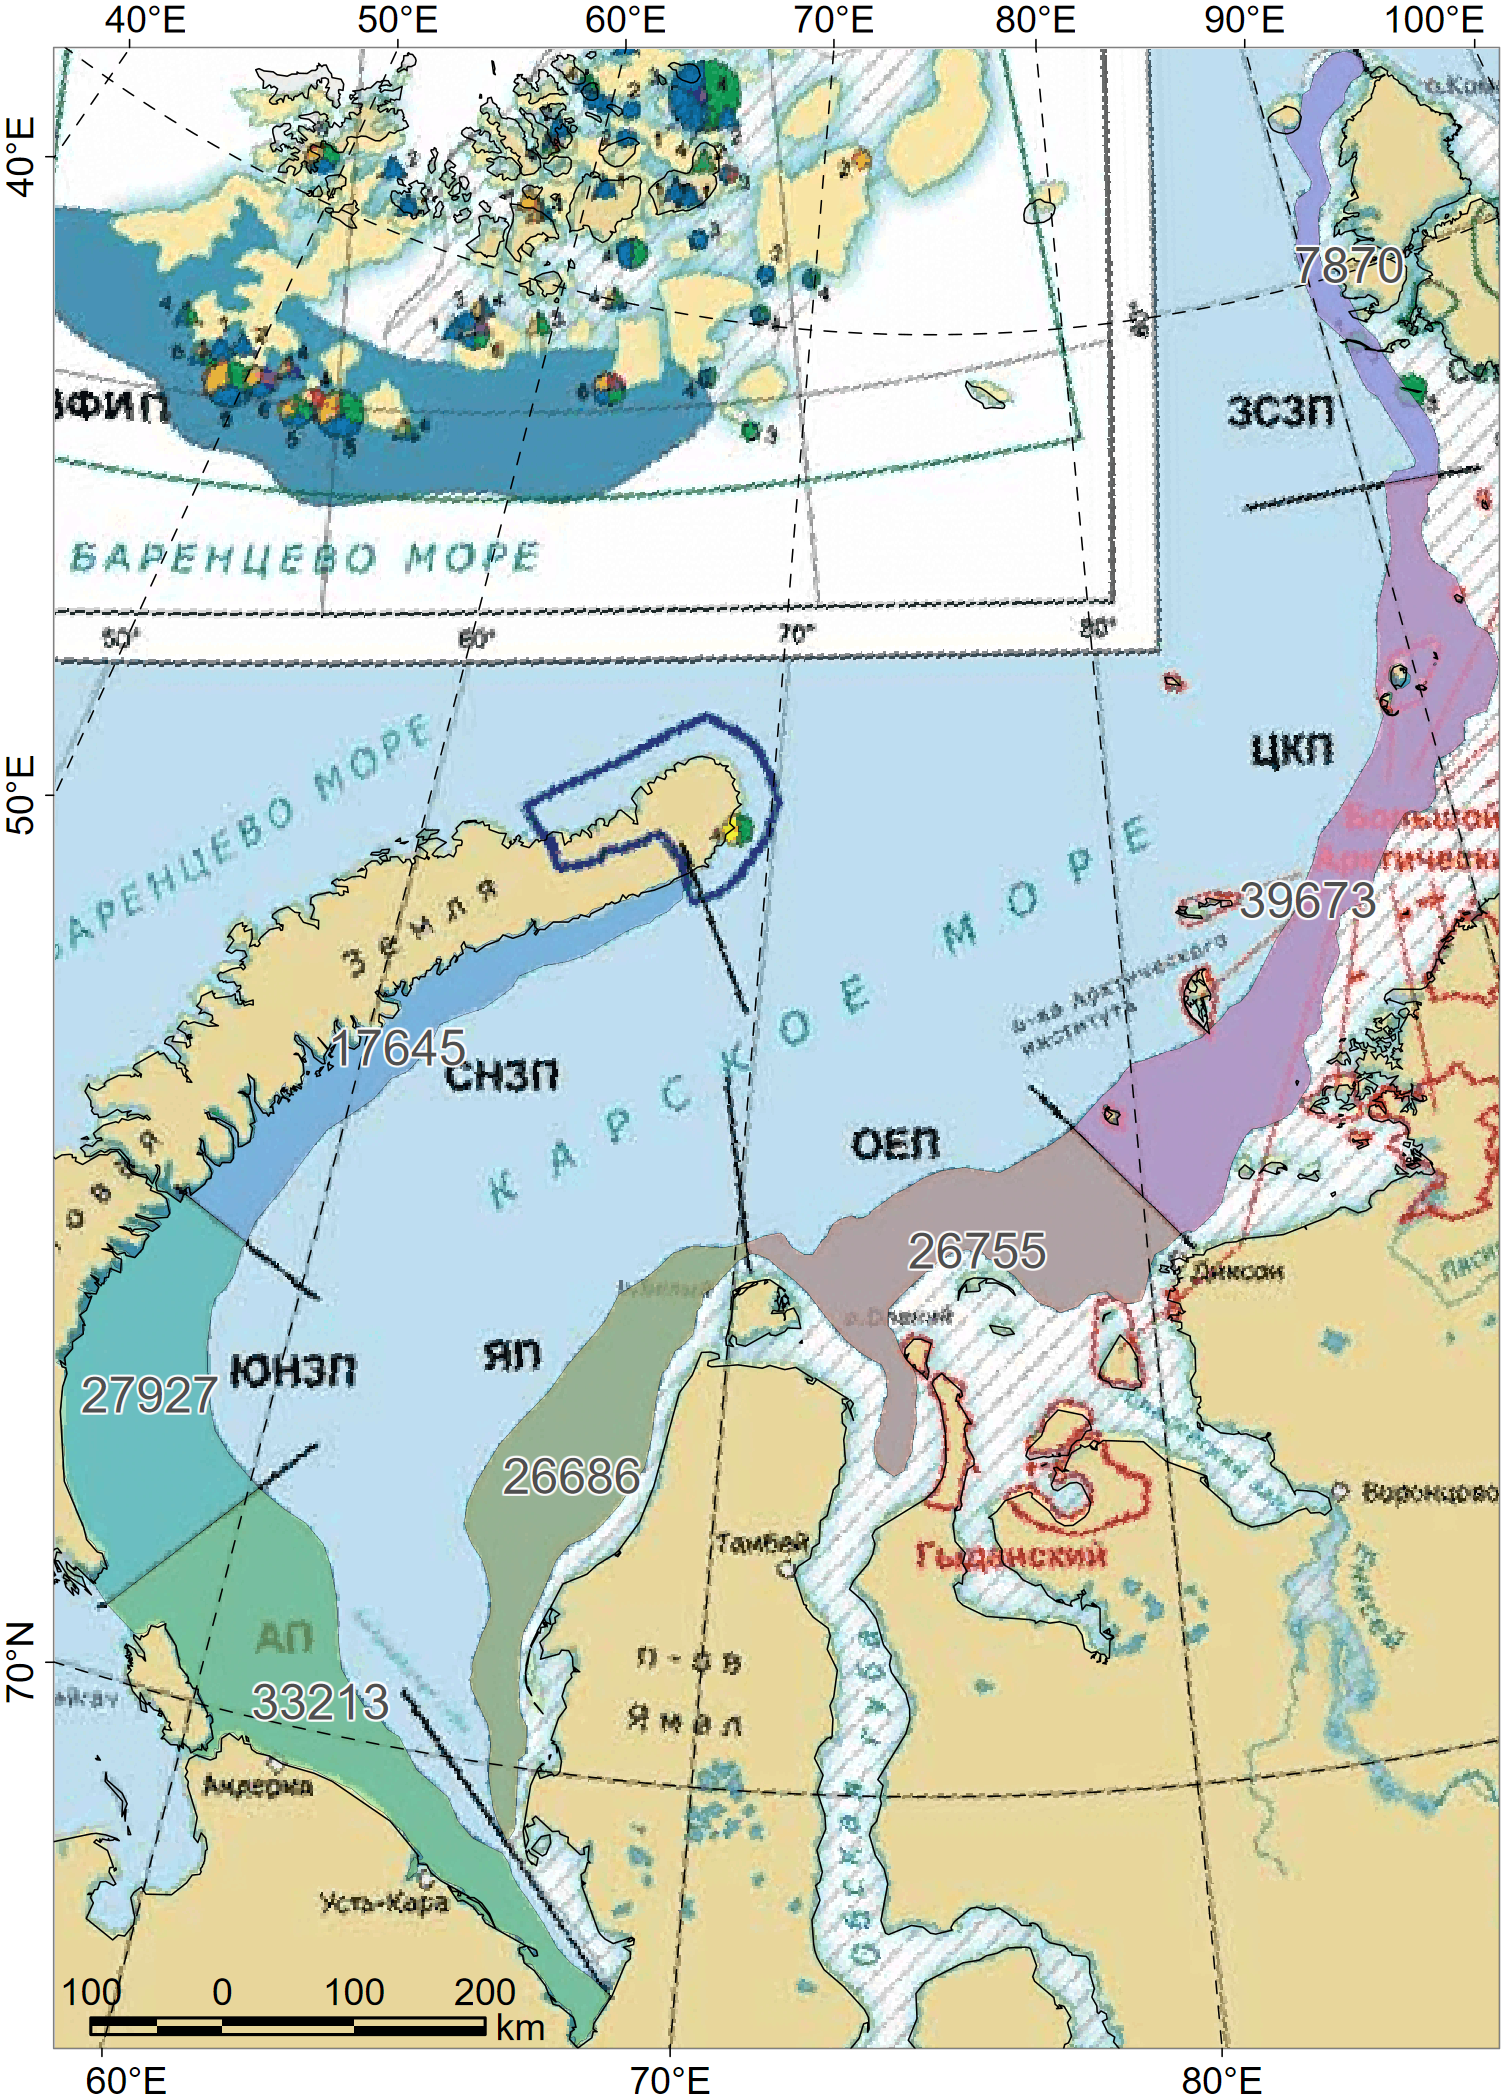 40°E 50°E 60°E 70°E 80°E 90°E 100°E
40°E
50°E
70°N
7870
ЗСЗП
ФИП
БАРЕНЦЕВО МОРЕ
50° 60° 70° 80°
БАРЕНЦЕВО МОРЕ
ЦКП
Большой
Арктически
39673
о-ва Арктического
института
Земля
17645
СНЗП
КАРСКОЕ МОРЕ
ОЕП
26755
Диксон
ЯП
ЮНЗП
27927
26686
Воронцово
Тамбей
Гыданский
Енисей
АП
33213
п-ов
Ямал
Обская губа
Амдерма
Усть-Кара
100 0 100 200
km
60°E 70°E 80°E